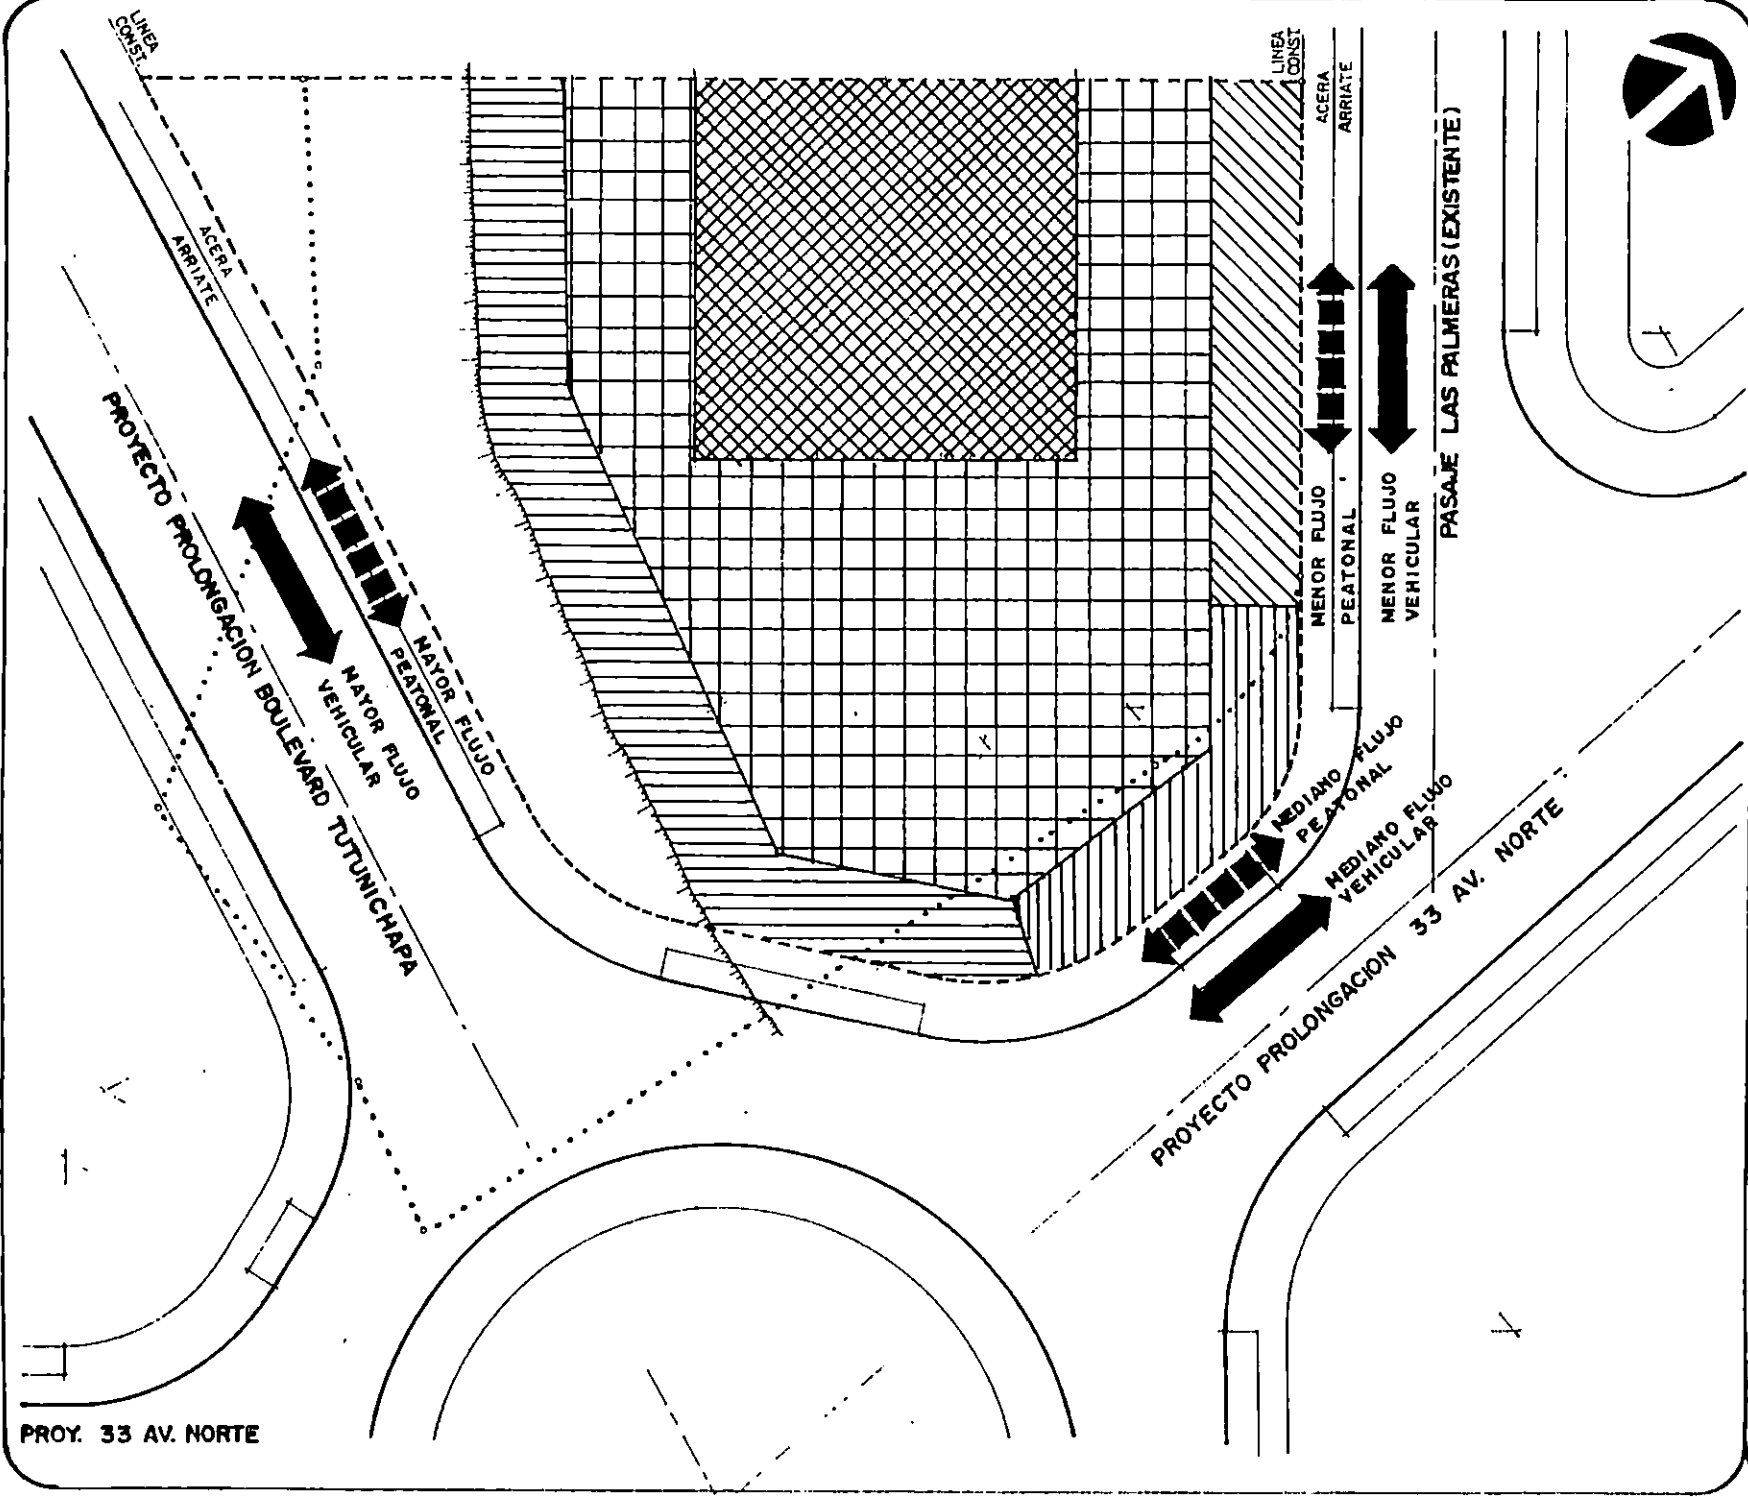 LINEA
CONST.
LINEA
CONST
ACERA
ARRIATE
ACERA
ARRIATE
PASAJE LAS PALMERAS (EXISTENTE)
PROYECTO PROLONGACION BOULEVARD TUTUNICHAPA
MAYOR FLUJO
PEATONAL
MAYOR FLUJO
VEHICULAR
MENOR FLUJO
PEATONAL
MENOR FLUJO
VEHICULAR
MEDIANO FLUJO
PEATONAL
MEDIANO FLUJO
VEHICULAR
PROYECTO PROLONGACION 33 AV. NORTE
PROY. 33 AV. NORTE